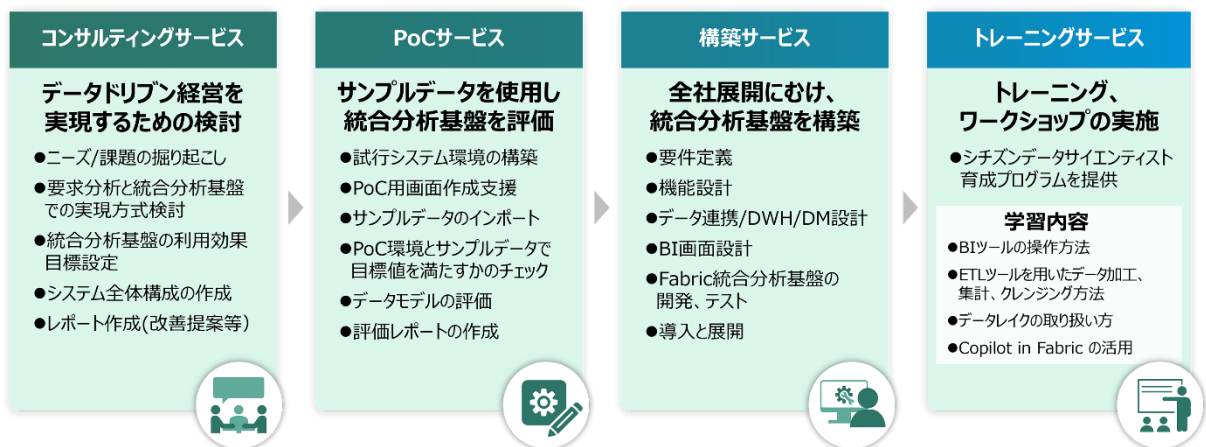 コンサルティングサービス
データドリブン経営を
実現するための検討
●ニーズ/課題の掘り起こし
●要求分析と統合分析基盤
での実現方式検討
●統合分析基盤の利用効果
目標設定
●システム全体構成の作成
●レポート作成(改善提案等)
PoCサービス
サンプルデータを使用し
統合分析基盤を評価
●試行システム環境の構築
●PoC用画面作成支援
●サンプルデータのインポート
●PoC環境とサンプルデータで
目標値を満たすかのチェック
●データモデルの評価
●評価レポートの作成
構築サービス
全社展開にむけ、
統合分析基盤を構築
●要件定義
●機能設計
●データ連携/DWH/DM設計
●BI画面設計
●Fabric統合分析基盤の
開発、テスト
●導入と展開
トレーニングサービス
トレーニング、
ワークショップの実施
●シチズンデータサイエンティスト
育成プログラムを提供
学習内容
●BIツールの操作方法
●ETLツールを用いたデータ加工、
集計、クレンジング方法
●データレイクの取り扱い方
●Copilot in Fabric の活用